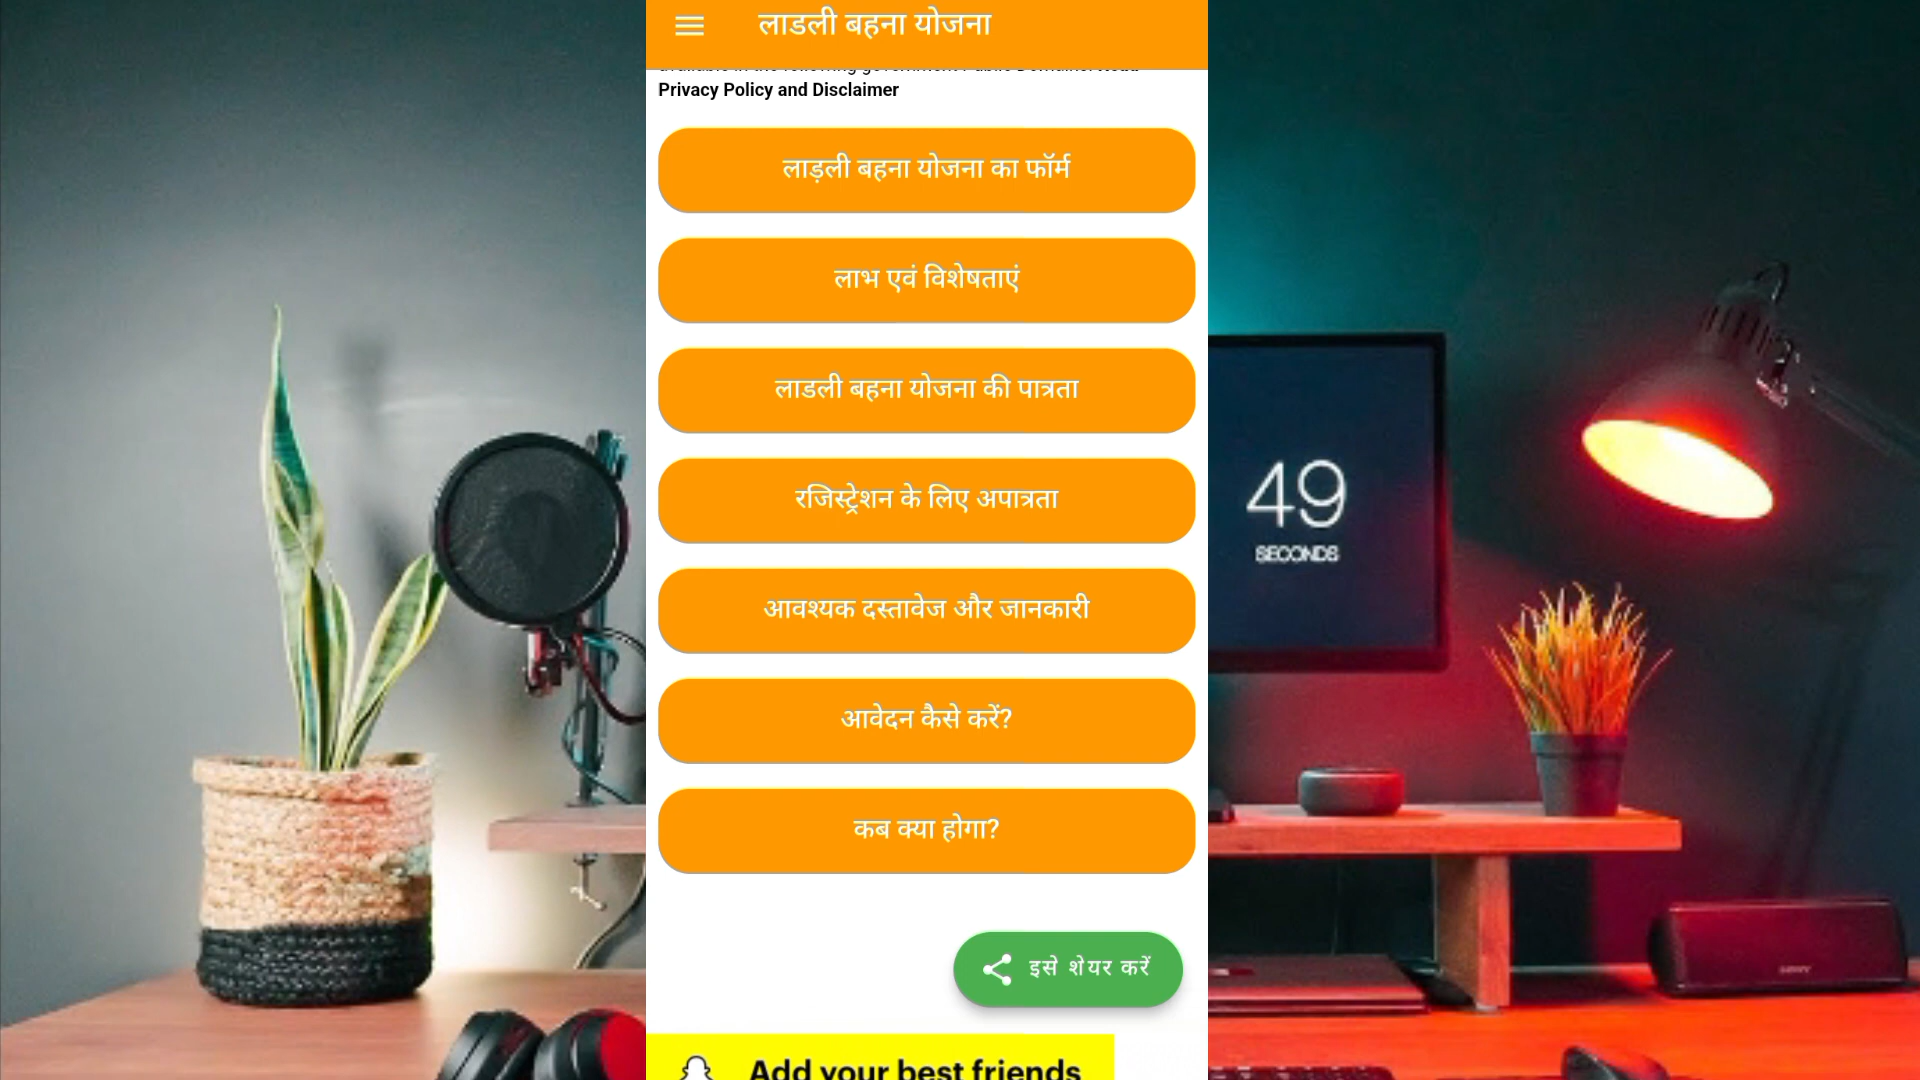 लाडली बहना योजना
Privacy Policy and Disclaimer
लाड़ली बहना योजना का फॉर्म
लाभ एवं विशेषताएं
लाडली बहना योजना की पात्रता
रजिस्ट्रेशन के लिए अपात्रता
आवश्यक दस्तावेज और जानकारी
आवेदन कैसे करें?
कब क्या होगा?
इसे शेयर करें
Add your best friends
49
SECONDS
SONY